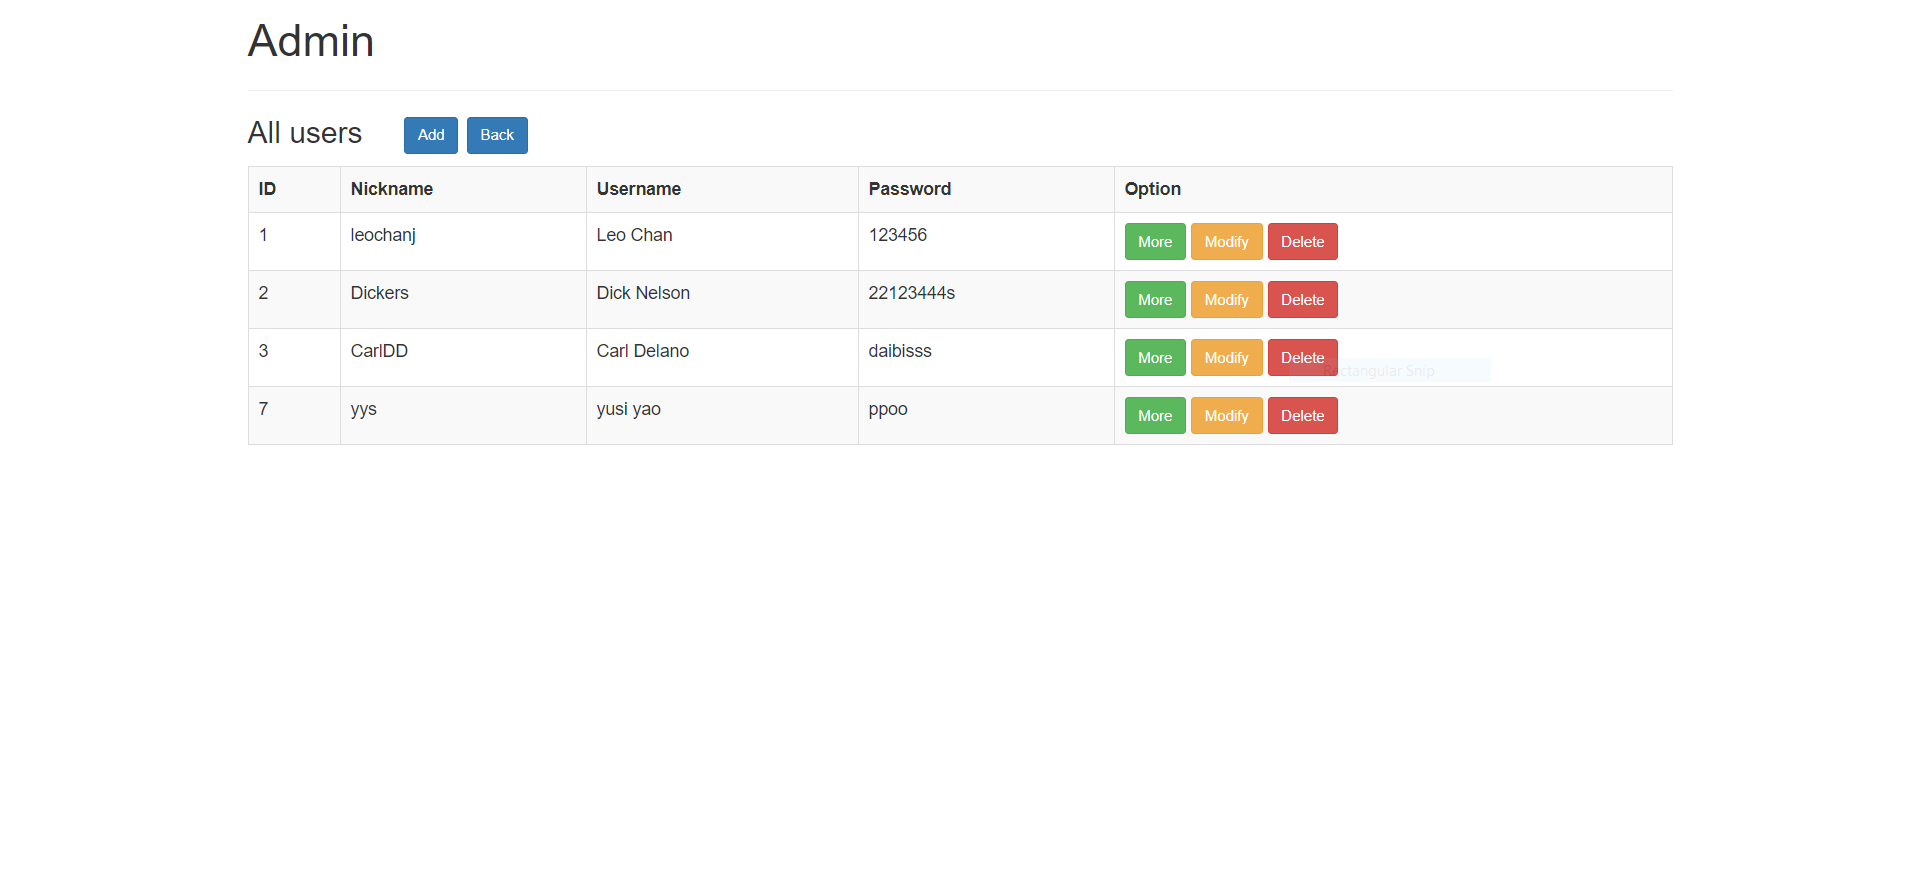 Admin
All users Add Back
ID Nickname Username Password Option
1 leochanj Leo Chan 123456 More Modify Delete
2 Dickers Dick Nelson 22123444s More Modify Delete
3 CarlDD Carl Delano daibisss More Modify Delete
Rectangular Snip
7 yys yusi yao ppoo More Modify Delete